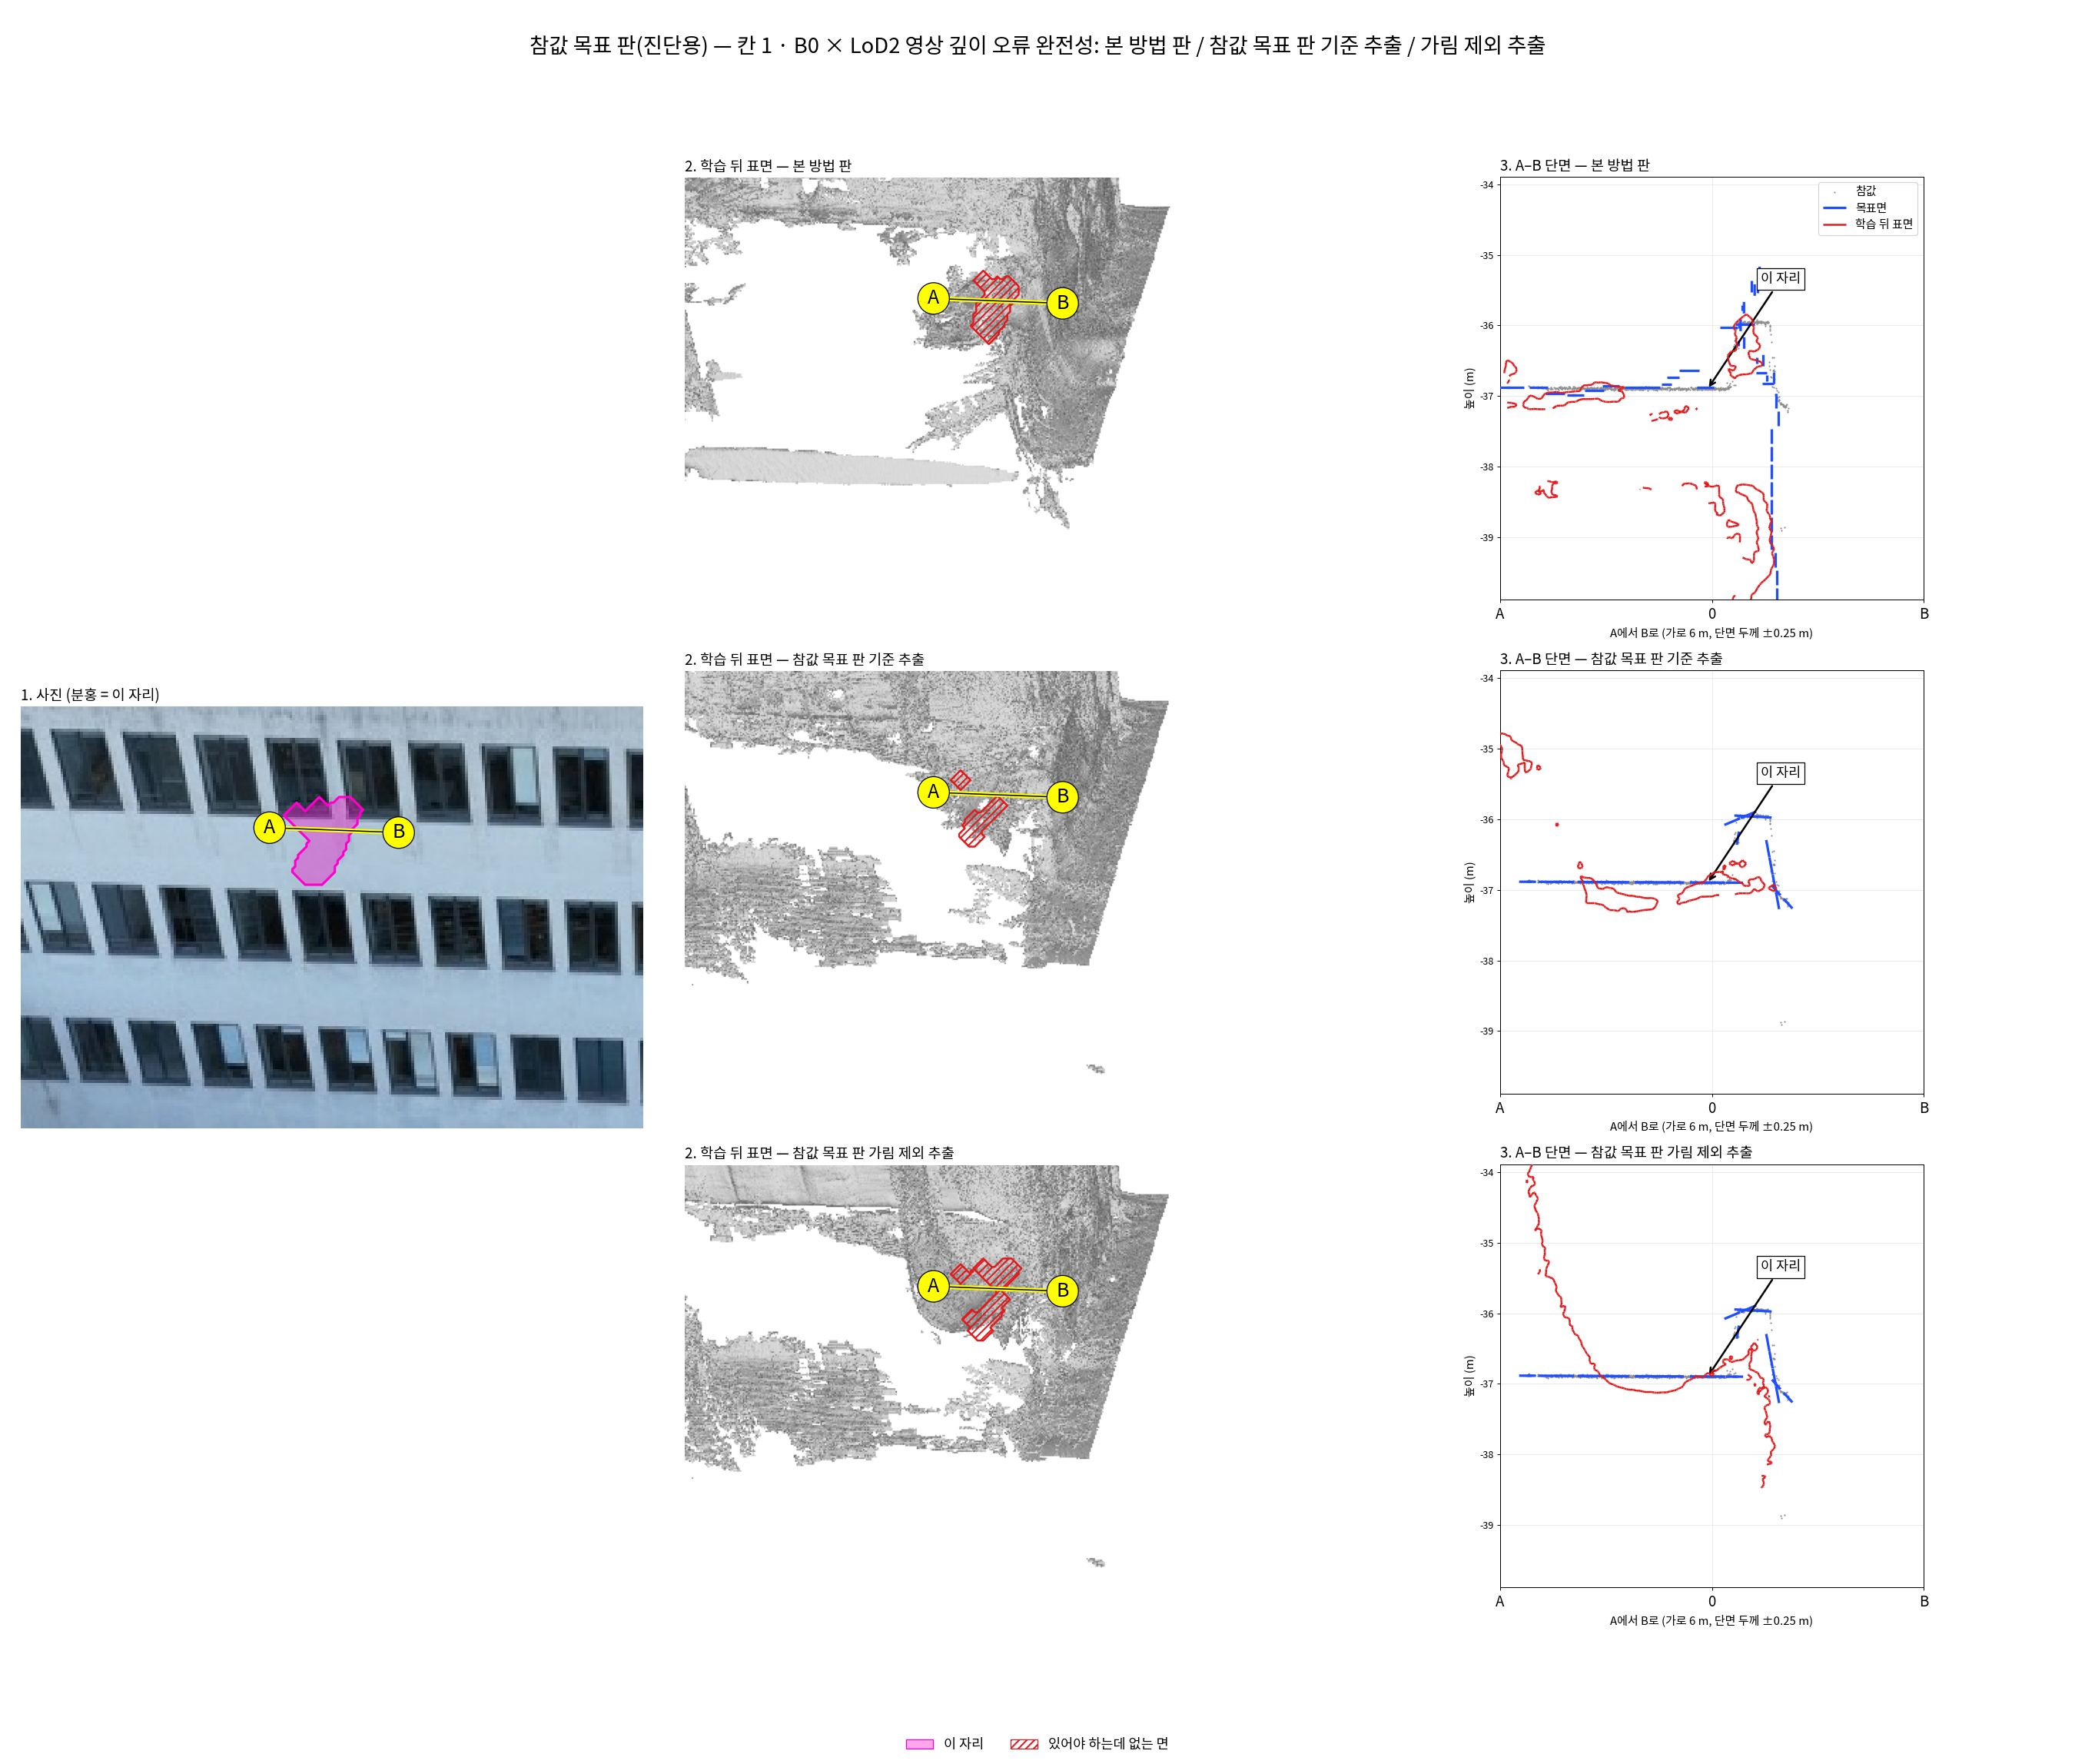 참값 목표 판(진단용) — 칸 1 · B0 × LoD2 영상 깊이 오류 완전성: 본 방법 판 / 참값 목표 판 기준 추출 / 가림 제외 추출
2. 학습 뒤 표면 — 본 방법 판
A
B
3. A–B 단면 — 본 방법 판
참값
목표면
학습 뒤 표면
이 자리
높이 (m)
-34
-35
-36
-37
-38
-39
A
0
B
A에서 B로 (가로 6 m, 단면 두께 ±0.25 m)
1. 사진 (분홍 = 이 자리)
A
B
2. 학습 뒤 표면 — 참값 목표 판 기준 추출
A
B
3. A–B 단면 — 참값 목표 판 기준 추출
이 자리
높이 (m)
-34
-35
-36
-37
-38
-39
A
0
B
A에서 B로 (가로 6 m, 단면 두께 ±0.25 m)
2. 학습 뒤 표면 — 참값 목표 판 가림 제외 추출
A
B
3. A–B 단면 — 참값 목표 판 가림 제외 추출
이 자리
높이 (m)
-34
-35
-36
-37
-38
-39
A
0
B
A에서 B로 (가로 6 m, 단면 두께 ±0.25 m)
이 자리
있어야 하는데 없는 면